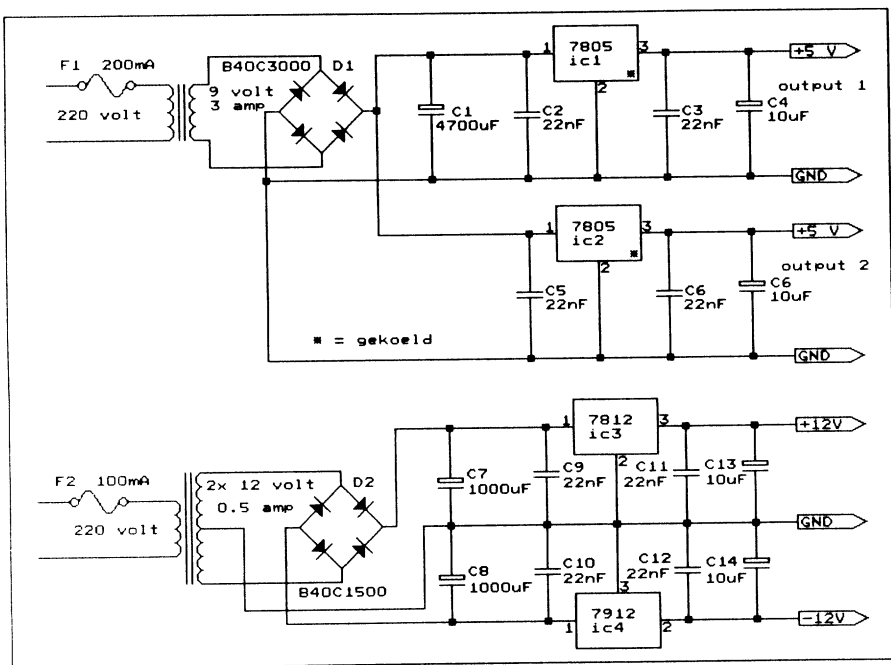 F1 200mA
220 volt
B40C3000 D1
9 volt
3 amp
C1
4700uF
C2
22nF
1 7805 3
ic1
*
2
C3
22nF
C4
10uF
+5 V
output 1
GND
1 7805 3
ic2
*
2
C5
22nF
C6
22nF
C6
10uF
+5 V
output 2
GND
* = gekoeld
F2 100mA
220 volt
2x 12 volt
0.5 amp
D2
B40C1500
C7
1000uF
C9
22nF
1 7812 3
ic3
2
C11
22nF
C13
10uF
+12V
GND
C8
1000uF
C10
22nF
3
7912
1 ic4 2
C12
22nF
C14
10uF
-12V